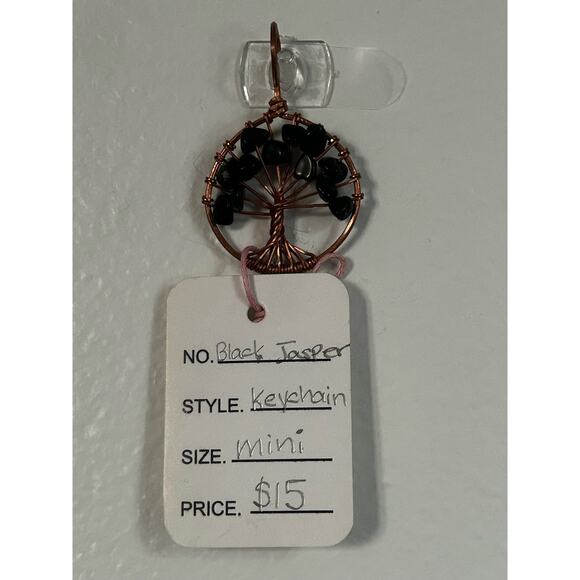 NO. Black Jasper
STYLE. Keychain
SIZE. mini
PRICE. $15